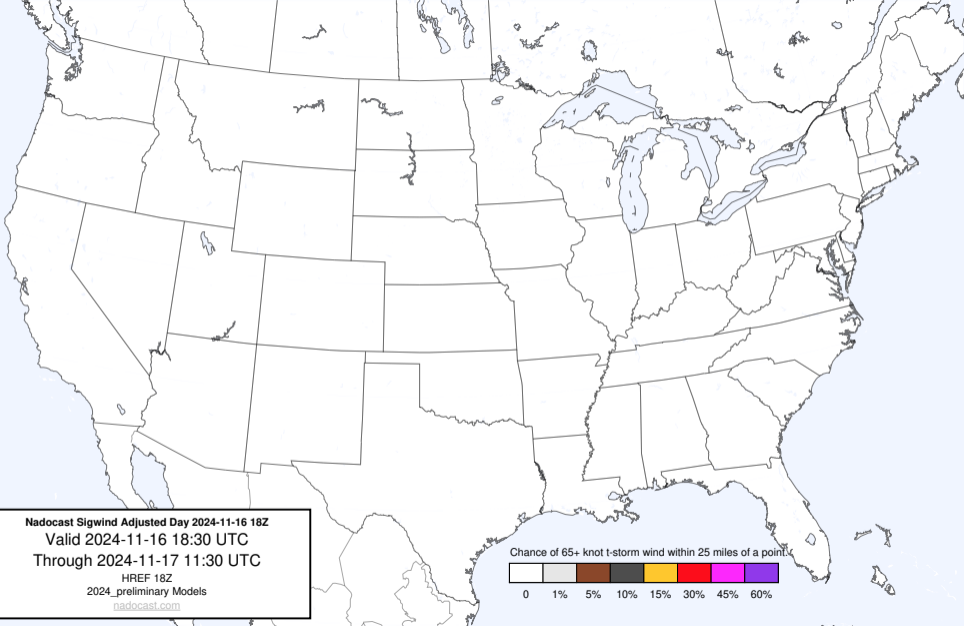 Nadocast Sigwind Adjusted Day 2024-11-16 18Z
Valid 2024-11-16 18:30 UTC
Through 2024-11-17 11:30 UTC
HREF 18Z
2024_preliminary Models
nadocast.com
Chance of 65+ knot t-storm wind within 25 miles of a point.
0 1% 5% 10% 15% 30% 45% 60%